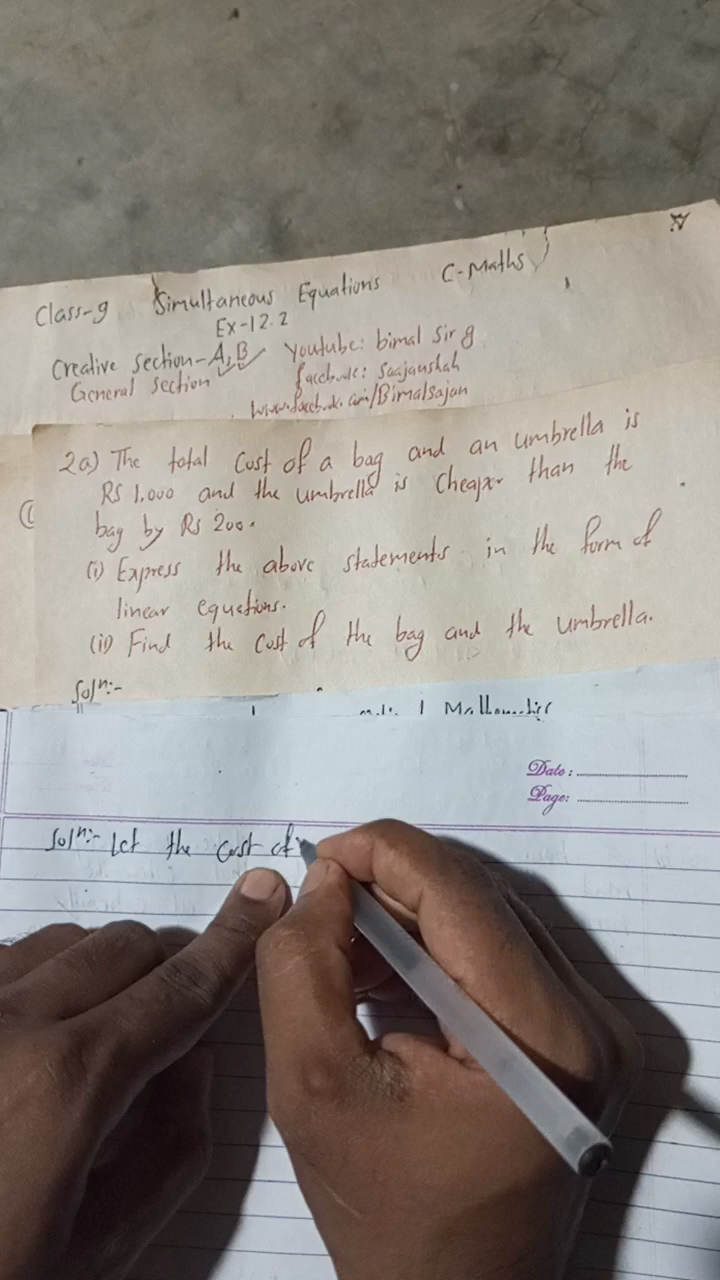 Class-9 Simultaneous Equations C-Maths
Ex-12.2
Creative section-A,B Youtube: bimal sir g
General section facebook: Saajanshah
www.facebook.com/Bimalsajan
2a) The total cost of a bag and an umbrella is
RS 1,000 and the umbrella is cheaper than the
bag by Rs 200.
(i) Express the above statements in the form of
linear equations.
(ii) Find the cost of the bag and the umbrella.
Soln:-
Date:
Page:
Soln:- Let the cost of